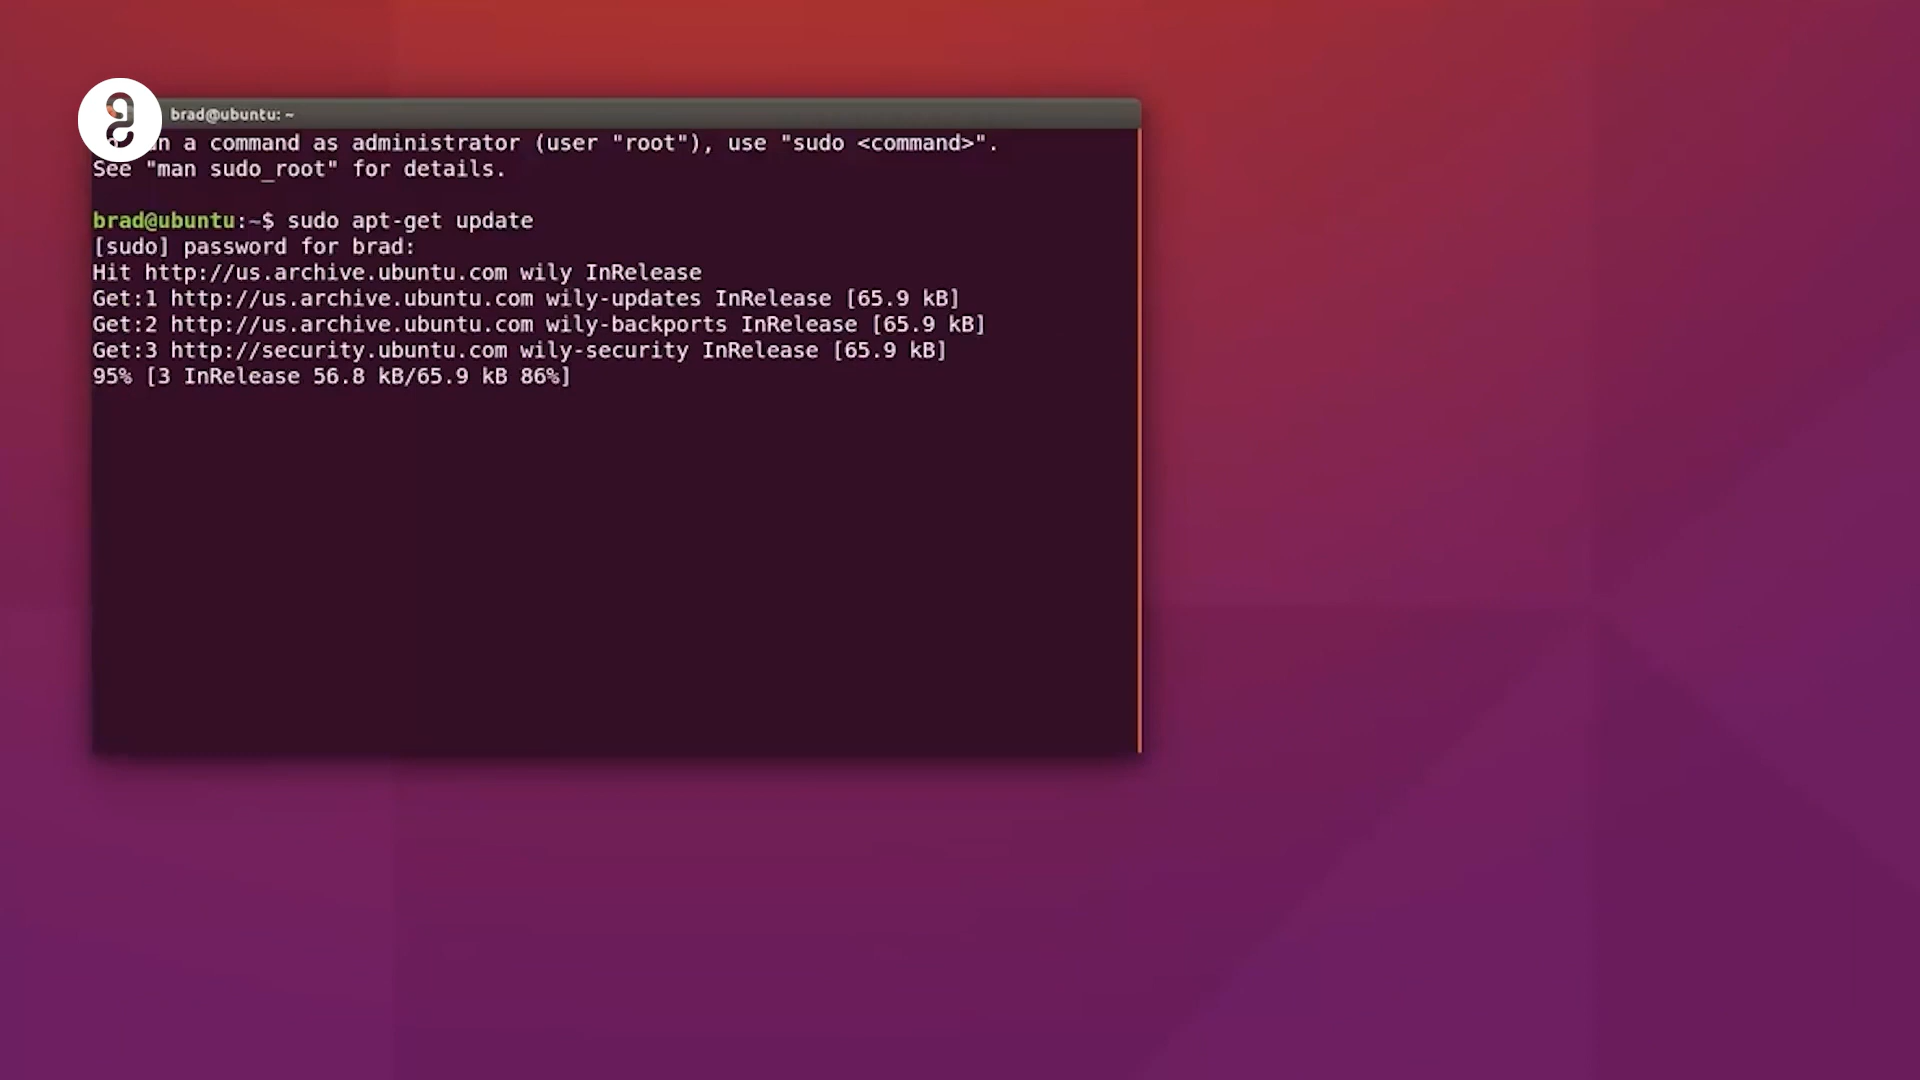 brad@ubuntu: ~
n a command as administrator (user "root"), use "sudo <command>".
See "man sudo_root" for details.
brad@ubuntu:~$ sudo apt-get update
[sudo] password for brad:
Hit http://us.archive.ubuntu.com wily InRelease
Get:1 http://us.archive.ubuntu.com wily-updates InRelease [65.9 kB]
Get:2 http://us.archive.ubuntu.com wily-backports InRelease [65.9 kB]
Get:3 http://security.ubuntu.com wily-security InRelease [65.9 kB]
95% [3 InRelease 56.8 kB/65.9 kB 86%]